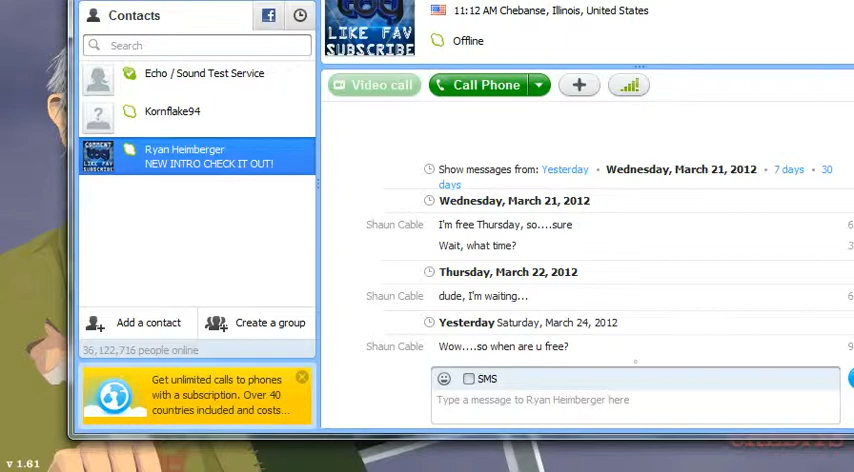 Contacts
Search
Echo / Sound Test Service
Kornflake94
Ryan Heimberger
NEW INTRO CHECK IT OUT!
Add a contact
Create a group
36,122,716 people online
Get unlimited calls to phones
with a subscription. Over 40
countries included and costs...
v 1.61
LIKE FAV
SUBSCRIBE
11:12 AM Chebanse, Illinois, United States
Offline
Video call
Call Phone
Show messages from: Yesterday • Wednesday, March 21, 2012 • 7 days • 30
days
Wednesday, March 21, 2012
Shaun Cable I'm free Thursday, so....sure 6
Wait, what time? 3
Thursday, March 22, 2012
Shaun Cable dude, I'm waiting... 6
Yesterday Saturday, March 24, 2012
Shaun Cable Wow....so when are u free? 9
SMS
Type a message to Ryan Heimberger here
CREDITS